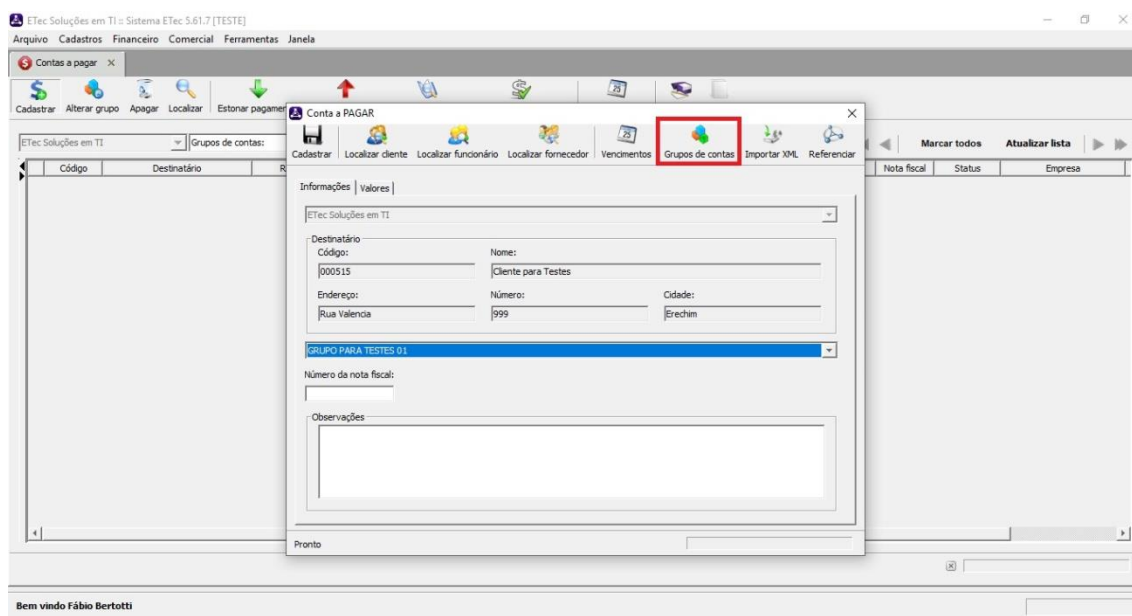 ETec Soluções em TI :: Sistema ETec 5.61.7 [TESTE]
Arquivo Cadastros Financeiro Comercial Ferramentas Janela
Contas a pagar
Cadastrar Alterar grupo Apagar Localizar Estonar pagamen
ETec Soluções em TI Grupos de contas: Marcar todos Atualizar lista
Código Destinatário R Nota fiscal Status Empresa
Conta a PAGAR
Cadastrar Localizar cliente Localizar funcionário Localizar fornecedor Vencimentos Grupos de contas Importar XML Referenciar
Informações Valores
ETec Soluções em TI
Destinatário
Código: Nome:
000515 Cliente para Testes
Endereço: Número: Cidade:
Rua Valencia 999 Erechim
GRUPO PARA TESTES 01
Número da nota fiscal:
Observações
Pronto
Bem vindo Fábio Bertotti